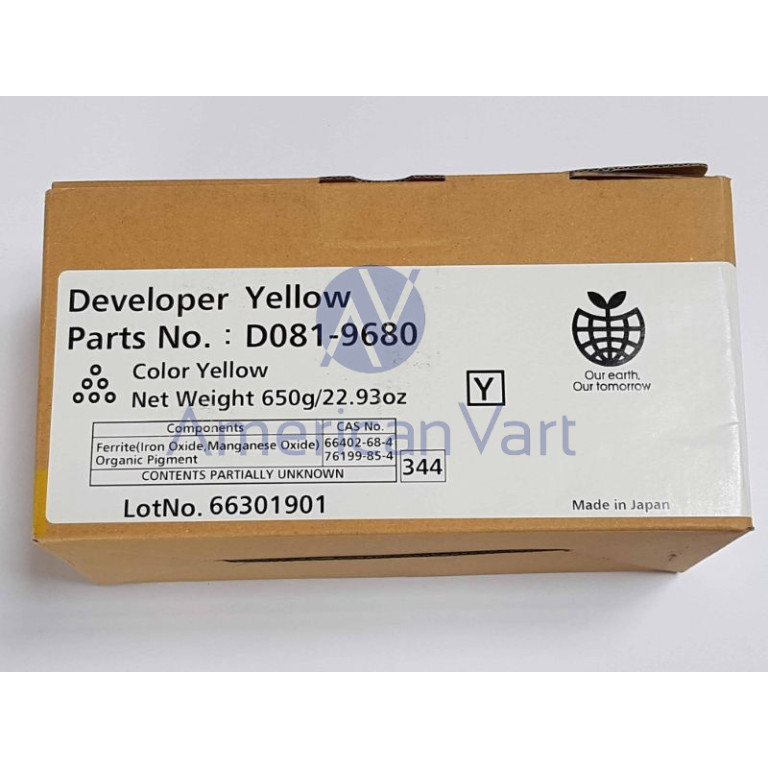 Developer Yellow
Parts No. : D081-9680
Color Yellow
Net Weight 650g/22.93oz
Y
Our earth,
Our tomorrow
Components CAS No.
Ferrite(Iron Oxide,Manganese Oxide) 66402-68-4
Organic Pigment 76199-85-4
CONTENTS PARTIALLY UNKNOWN
344
LotNo. 66301901
Made in Japan
American Vart